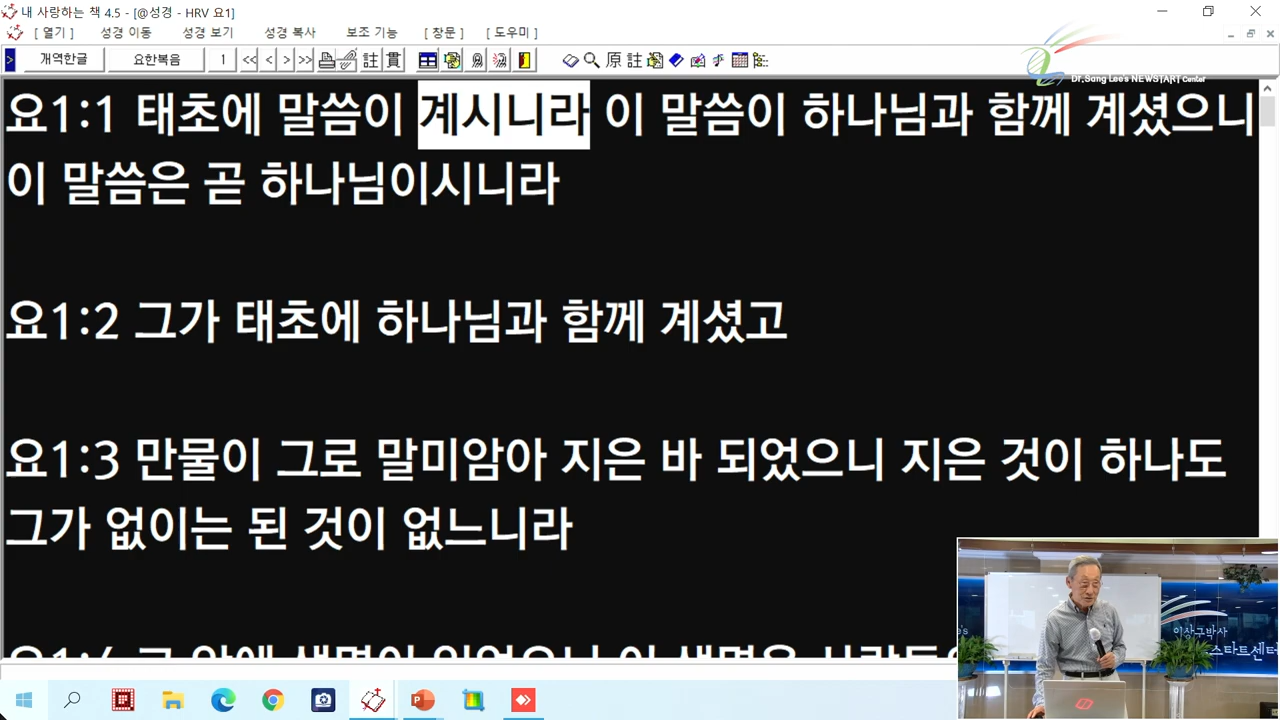 내 사랑하는 책 4.5 - [@성경 - HRV 요1]
[ 열기 ] 성경 이동 성경 보기 성경 복사 보조 기능 [ 창문 ] [ 도우미 ]
> 개역한글 요한복음 1 << < > >> 註 貫 原 註
Dr.Sang Lee's NEWSTART Center
요1:1 태초에 말씀이 계시니라 이 말씀이 하나님과 함께 계셨으니
이 말씀은 곧 하나님이시니라
요1:2 그가 태초에 하나님과 함께 계셨고
요1:3 만물이 그로 말미암아 지은 바 되었으니 지은 것이 하나도
그가 없이는 된 것이 없느니라
이상구박사
스타트센터